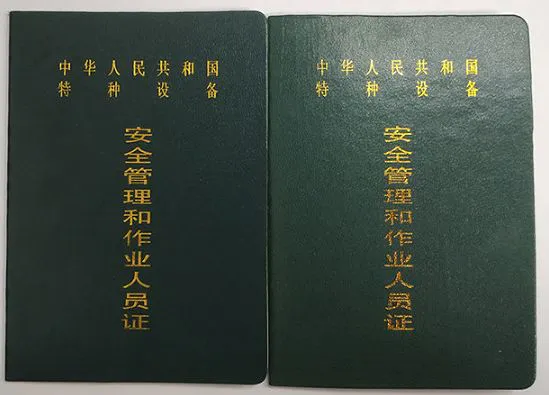 中华人民共和国
特种设备
安全管理和作业人员证
中华人民共和国
特种设备
安全管理和作业人员证